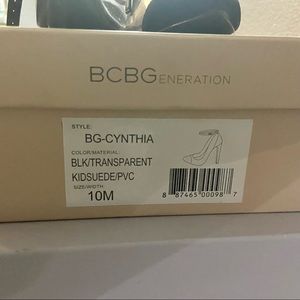 BCBGENERATION
STYLE:
BG-CYNTHIA
COLOR/MATERIAL:
BLK/TRANSPARENT
KIDSUEDE/PVC
SIZE/WIDTH:
10M
8 87465 00098 7